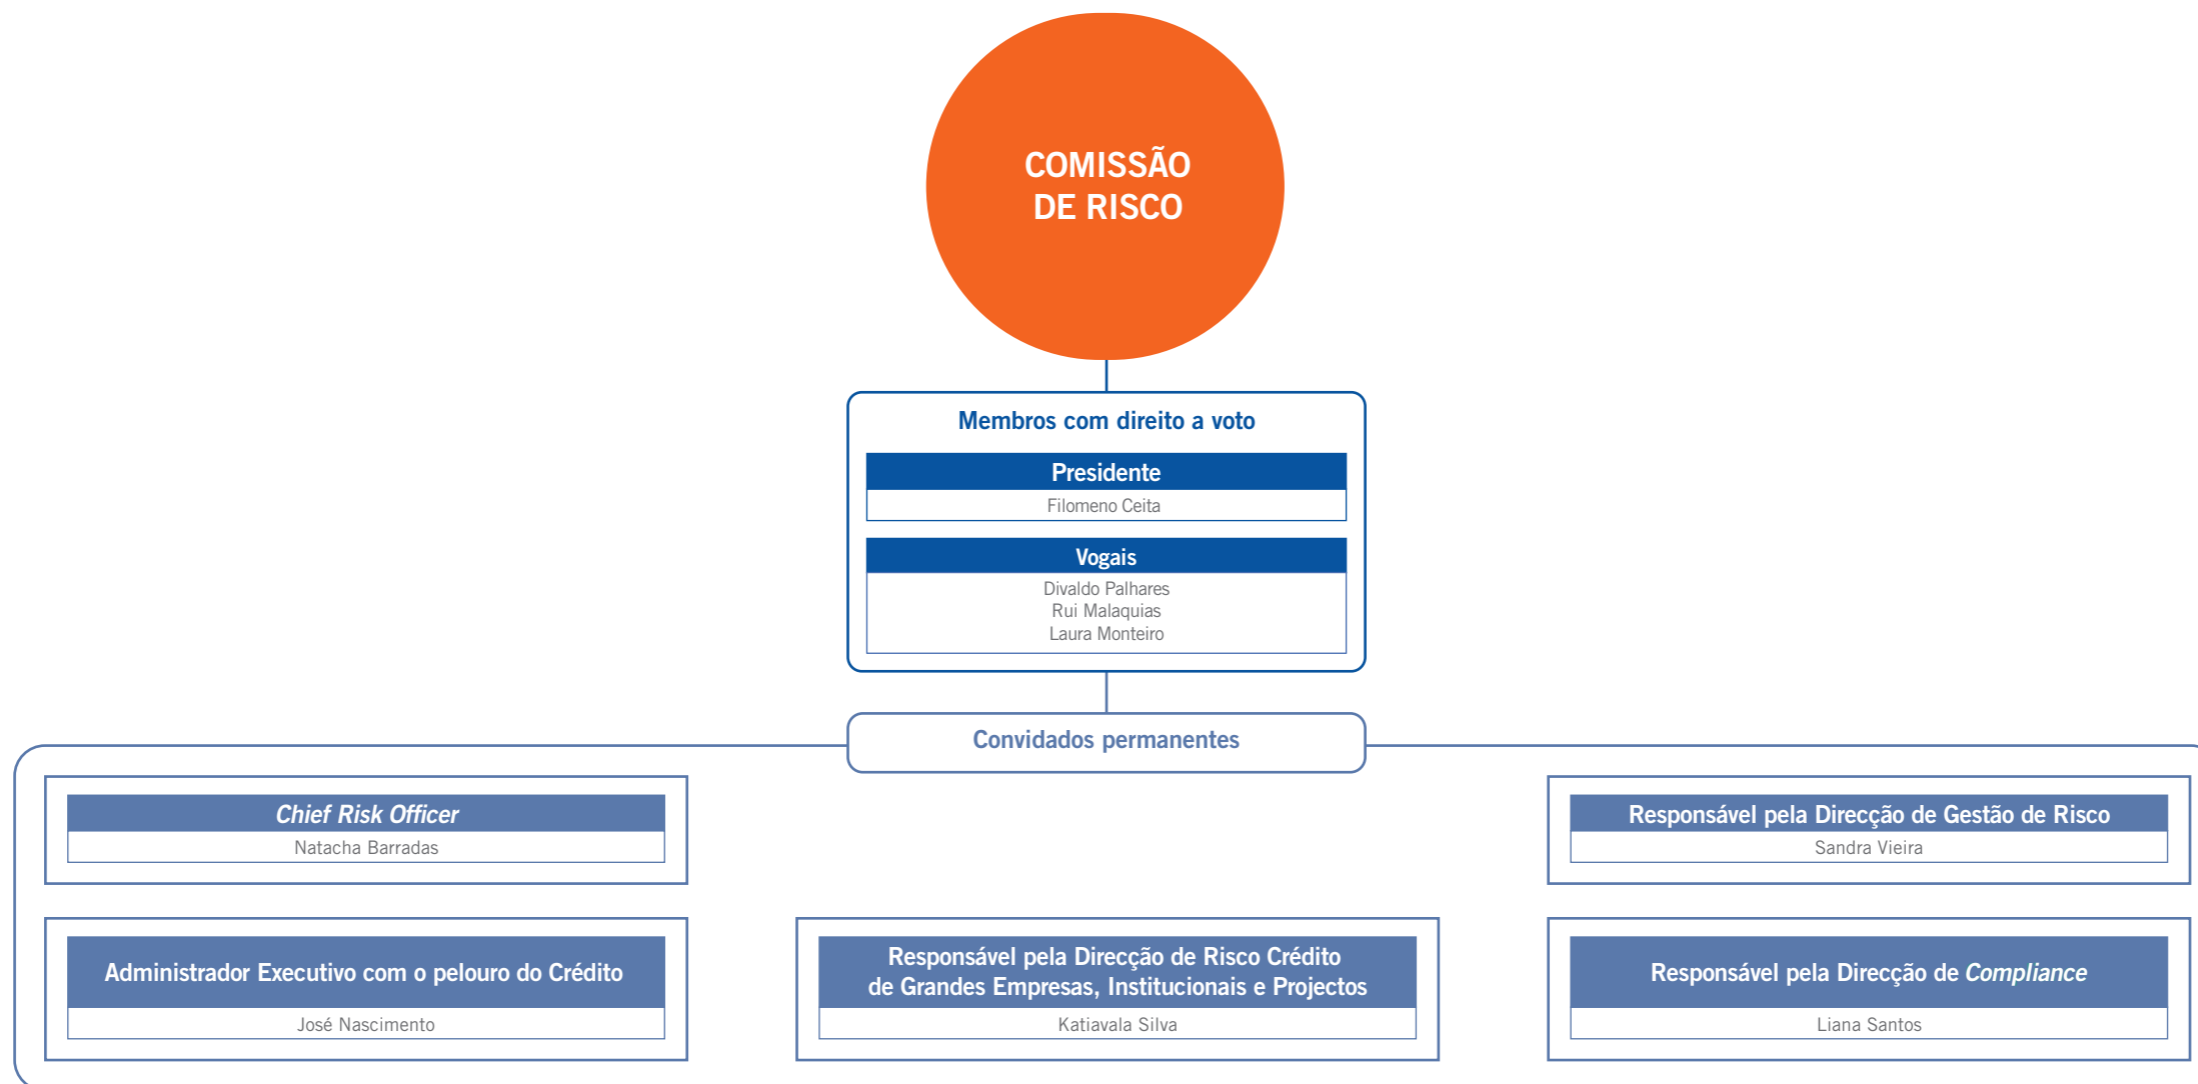 COMISSÃO
DE RISCO
Membros com direito a voto
Presidente
Filomeno Ceita
Vogais
Divaldo Palhares
Rui Malaquias
Laura Monteiro
Convidados permanentes
Chief Risk Officer
Natacha Barradas
Responsável pela Direcção de Gestão de Risco
Sandra Vieira
Administrador Executivo com o pelouro do Crédito
José Nascimento
Responsável pela Direcção de Risco Crédito
de Grandes Empresas, Institucionais e Projectos
Katiavala Silva
Responsável pela Direcção de Compliance
Liana Santos